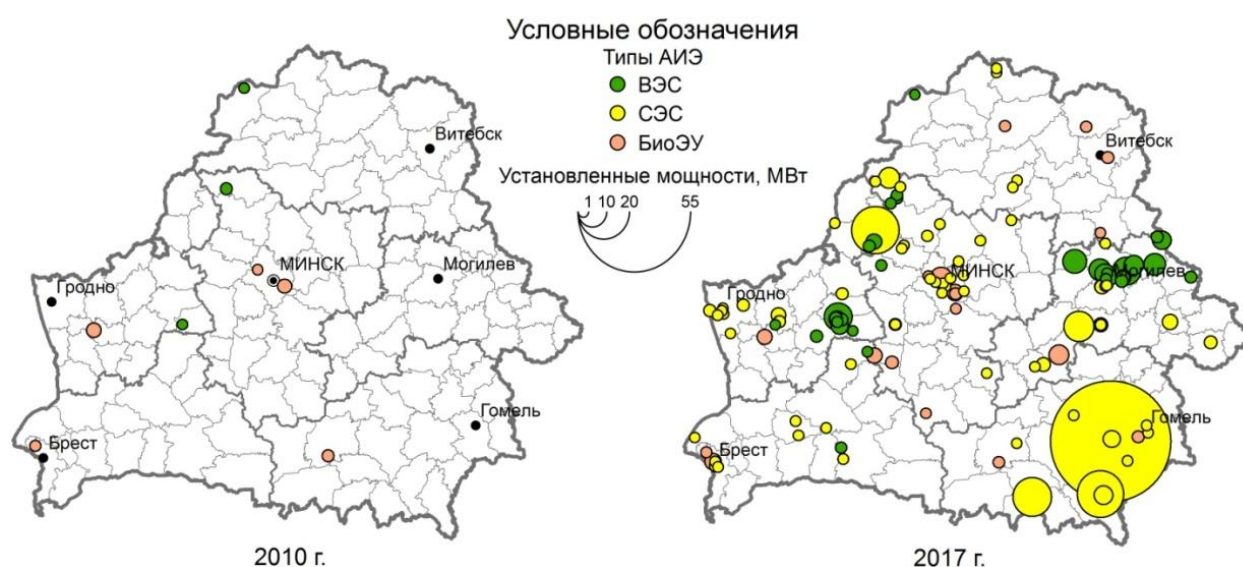 Условные обозначения
Типы АИЭ
ВЭС
СЭС
БиоЭУ
Установленные мощности, МВт
1 10 20 55
Витебск
МИНСК
Могилев
Гродно
Гомель
Брест
2010 г.
Витебск
МИНСК
Могилев
Гродно
Гомель
Брест
2017 г.